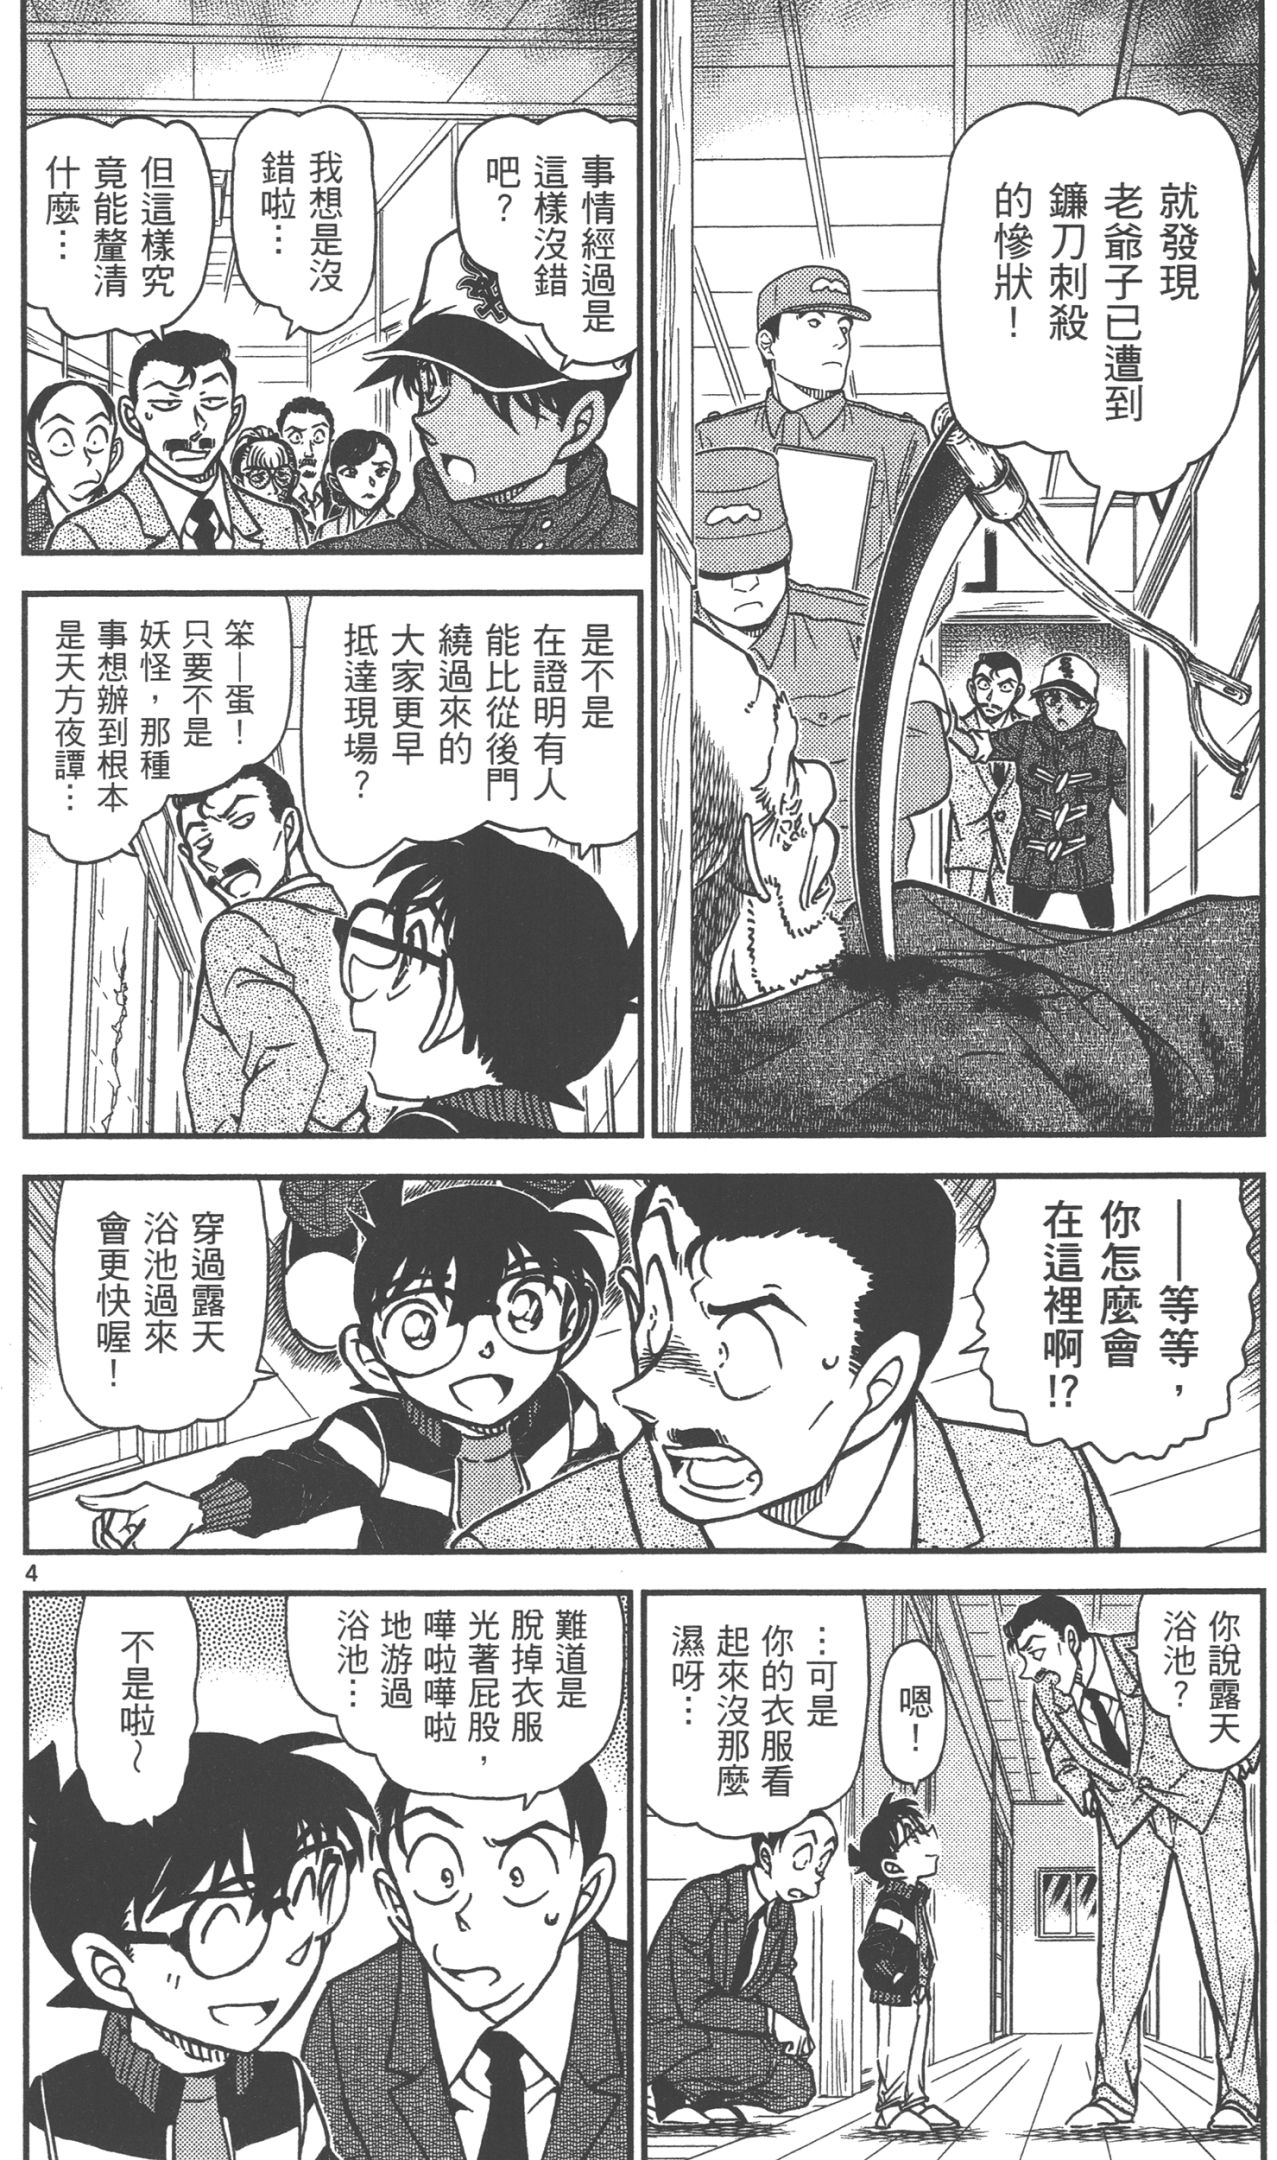 就發現
老爺子已遭到
鐮刀刺殺
的慘狀！
事情經過是
這樣沒錯
吧？
我想是沒
錯啦…
但這樣究
竟能釐清
什麼…
是不是
在證明有人
能比從後門
繞過來的
大家更早
抵達現場？
笨—蛋！
只要不是
妖怪，那種
事想辦到根本
是天方夜譚…
——等等，
你怎麼會
在這裡啊!?
穿過露天
浴池過來
會更快喔！
4
你說露天
浴池？
嗯！
…可是
你的衣服看
起來沒那麼
濕呀…
難道是
脫掉衣服
光著屁股，
嘩啦嘩啦
地游過
浴池…
不是啦～